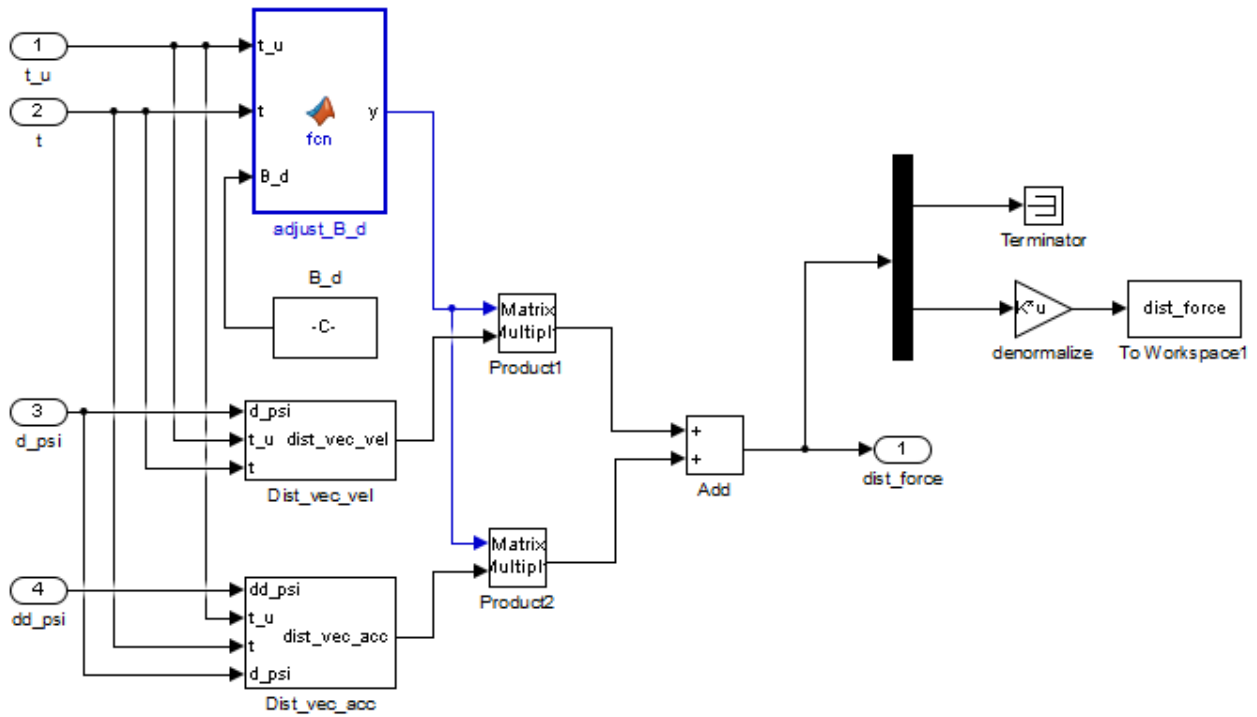 1
t_u
2
t
t_u
t
B_d
fcn
y
adjust_B_d
B_d
-C-
Matrix
Multipl
Product1
3
d_psi
d_psi
t_u
t
dist_vec_vel
Dist_vec_vel
4
dd_psi
dd_psi
t_u
t
d_psi
dist_vec_acc
Dist_vec_acc
Matrix
Multipl
Product2
+
+
Add
1
dist_force
Terminator
K*u
denormalize
dist_force
To Workspace1